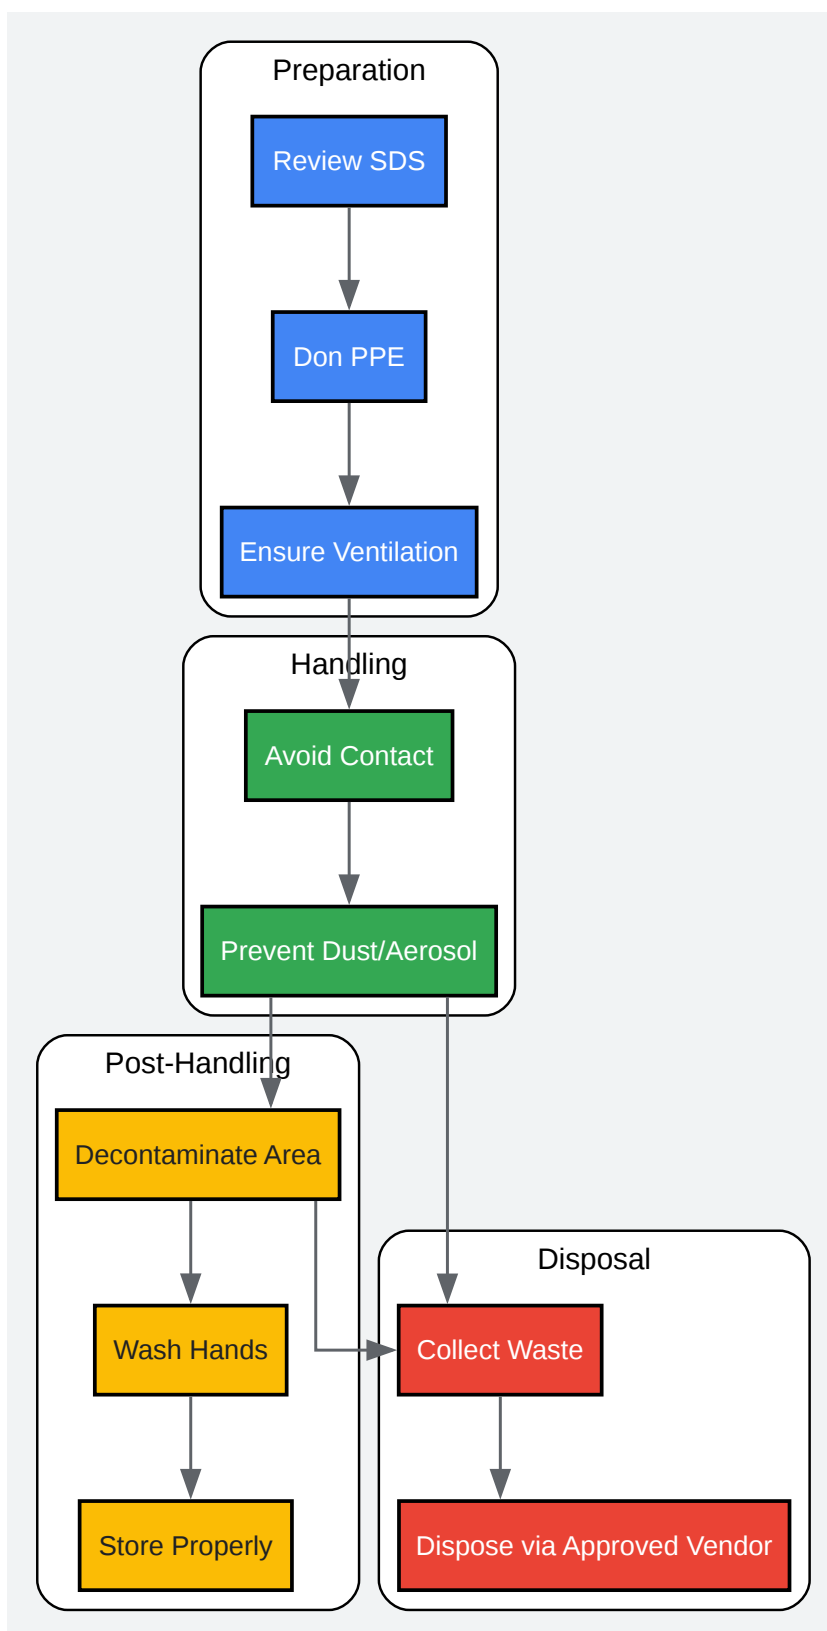 Preparation
Review SDS
Don PPE
Ensure Ventilation
Handling
Avoid Contact
Prevent Dust/Aerosol
Post-Handling
Decontaminate Area
Wash Hands
Store Properly
Disposal
Collect Waste
Dispose via Approved Vendor